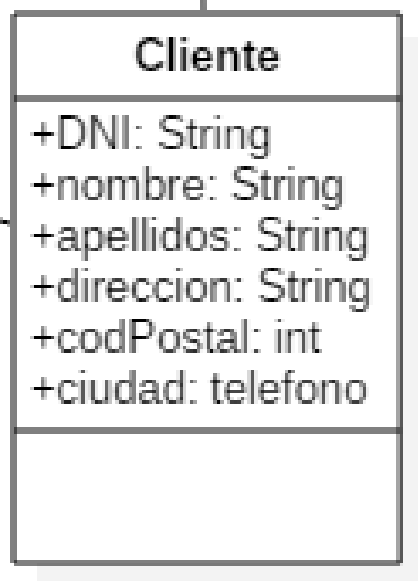 Cliente
+DNI: String
+nombre: String
+apellidos: String
+direccion: String
+codPostal: int
+ciudad: telefono